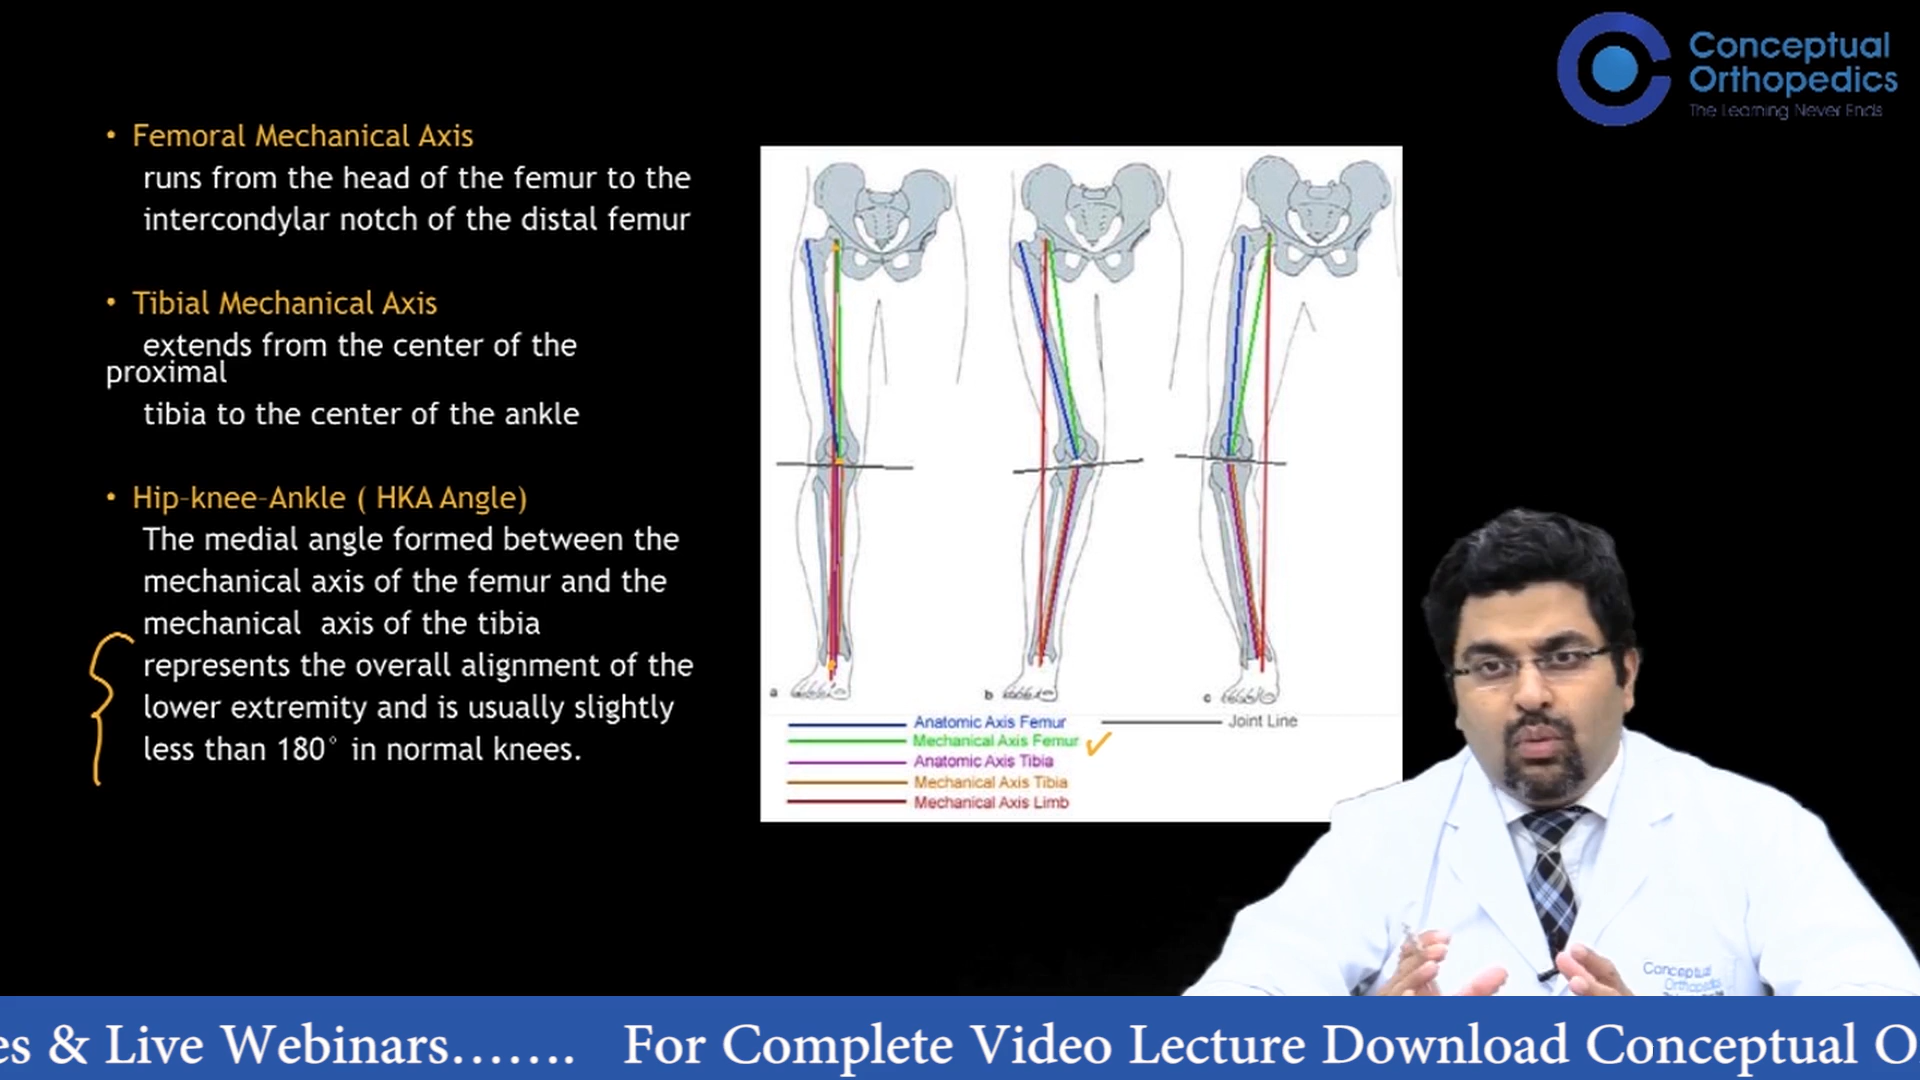 Conceptual
Orthopedics
The Learning Never Ends
• Femoral Mechanical Axis
runs from the head of the femur to the
intercondylar notch of the distal femur
• Tibial Mechanical Axis
extends from the center of the
proximal
tibia to the center of the ankle
• Hip-knee-Ankle ( HKA Angle)
The medial angle formed between the
mechanical axis of the femur and the
mechanical axis of the tibia
represents the overall alignment of the
lower extremity and is usually slightly
less than 180° in normal knees.
a b c
Anatomic Axis Femur Joint Line
Mechanical Axis Femur
Anatomic Axis Tibia
Mechanical Axis Tibia
Mechanical Axis Limb
Conceptual
Orthopedics
es & Live Webinars....... For Complete Video Lecture Download Conceptual O